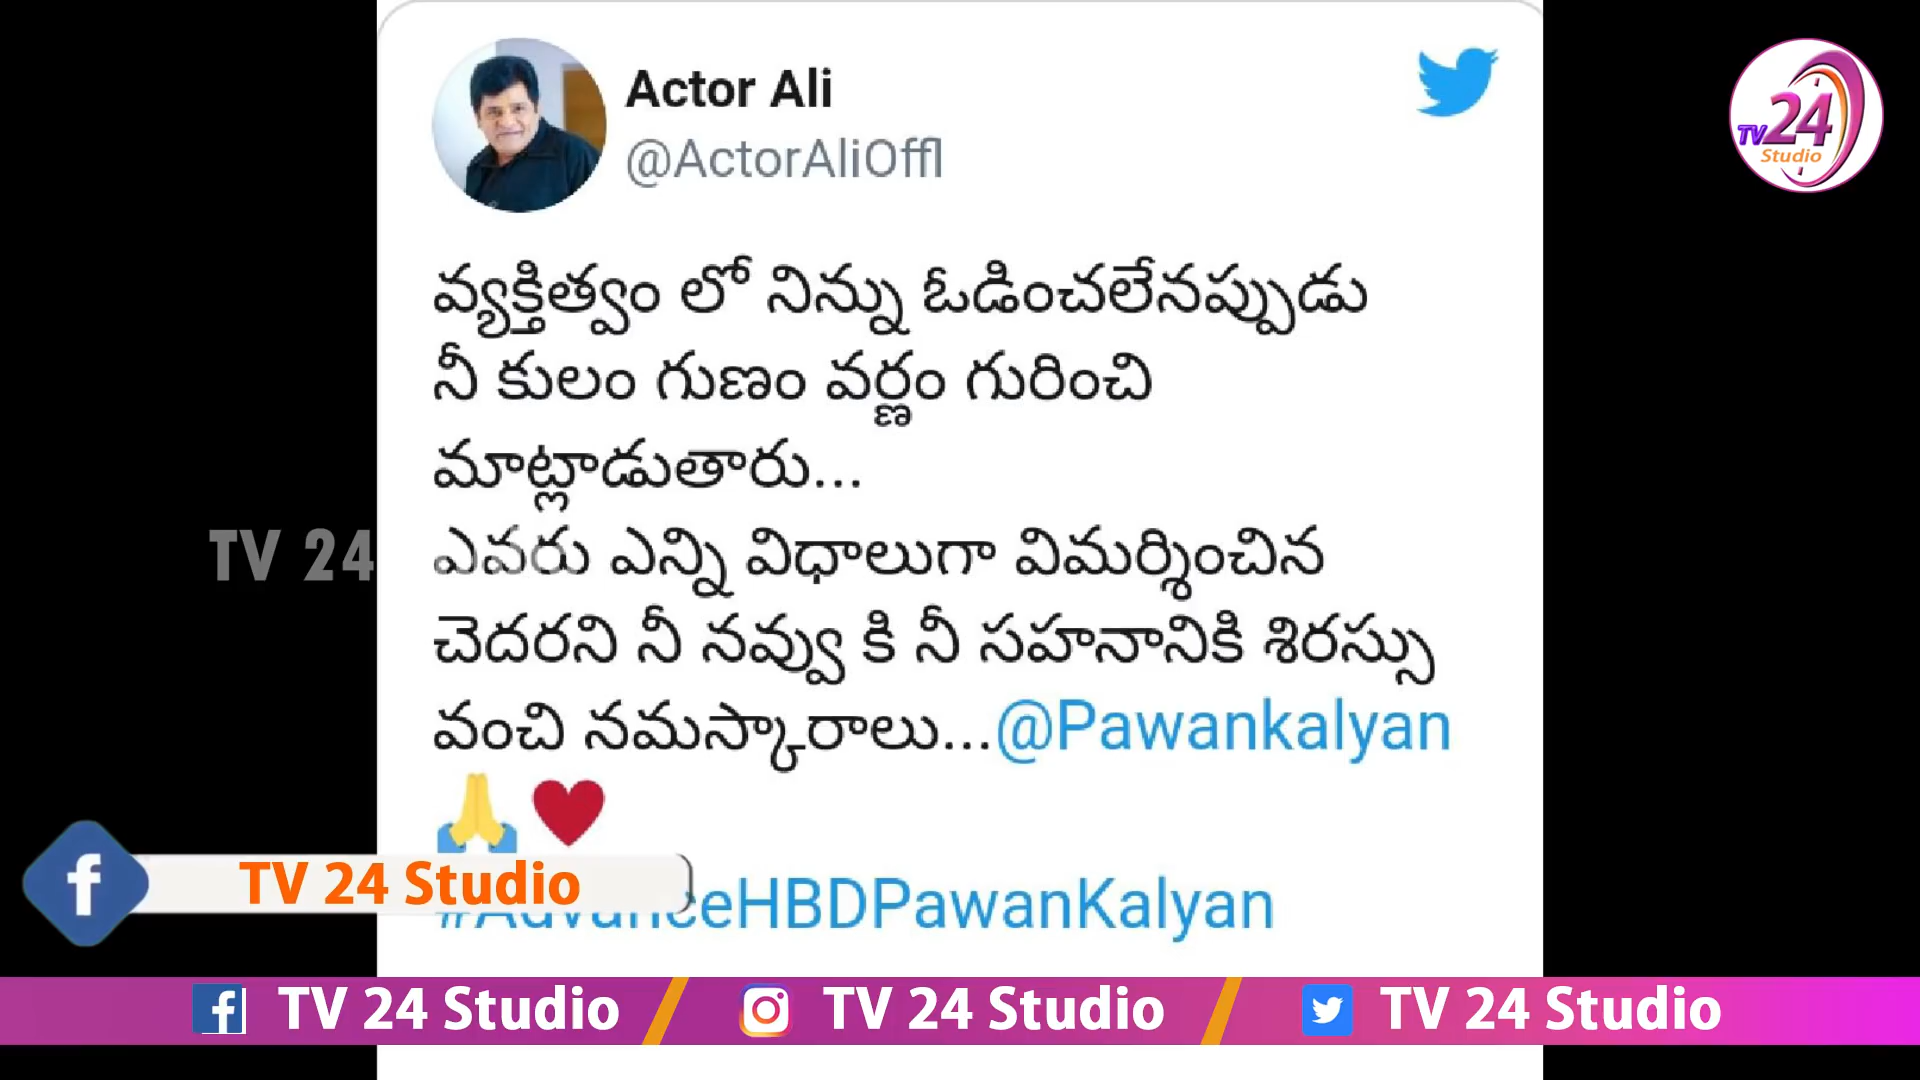 Actor Ali
@ActorAliOffl
TV 24 Studio
వ్యక్తిత్వం లో నిన్ను ఓడించలేనప్పుడు
నీ కులం గుణం వర్ణం గురించి
మాట్లాడుతారు...
ఎవరు ఎన్ని విధాలుగా విమర్శించిన
చెదరని నీ నవ్వు కి నీ సహనానికి శిరస్సు
వంచి నమస్కారాలు...@Pawankalyan
🙏♥
#AdvanceHBDPawanKalyan
TV 24
TV 24 Studio
TV 24 Studio
TV 24 Studio
TV 24 Studio